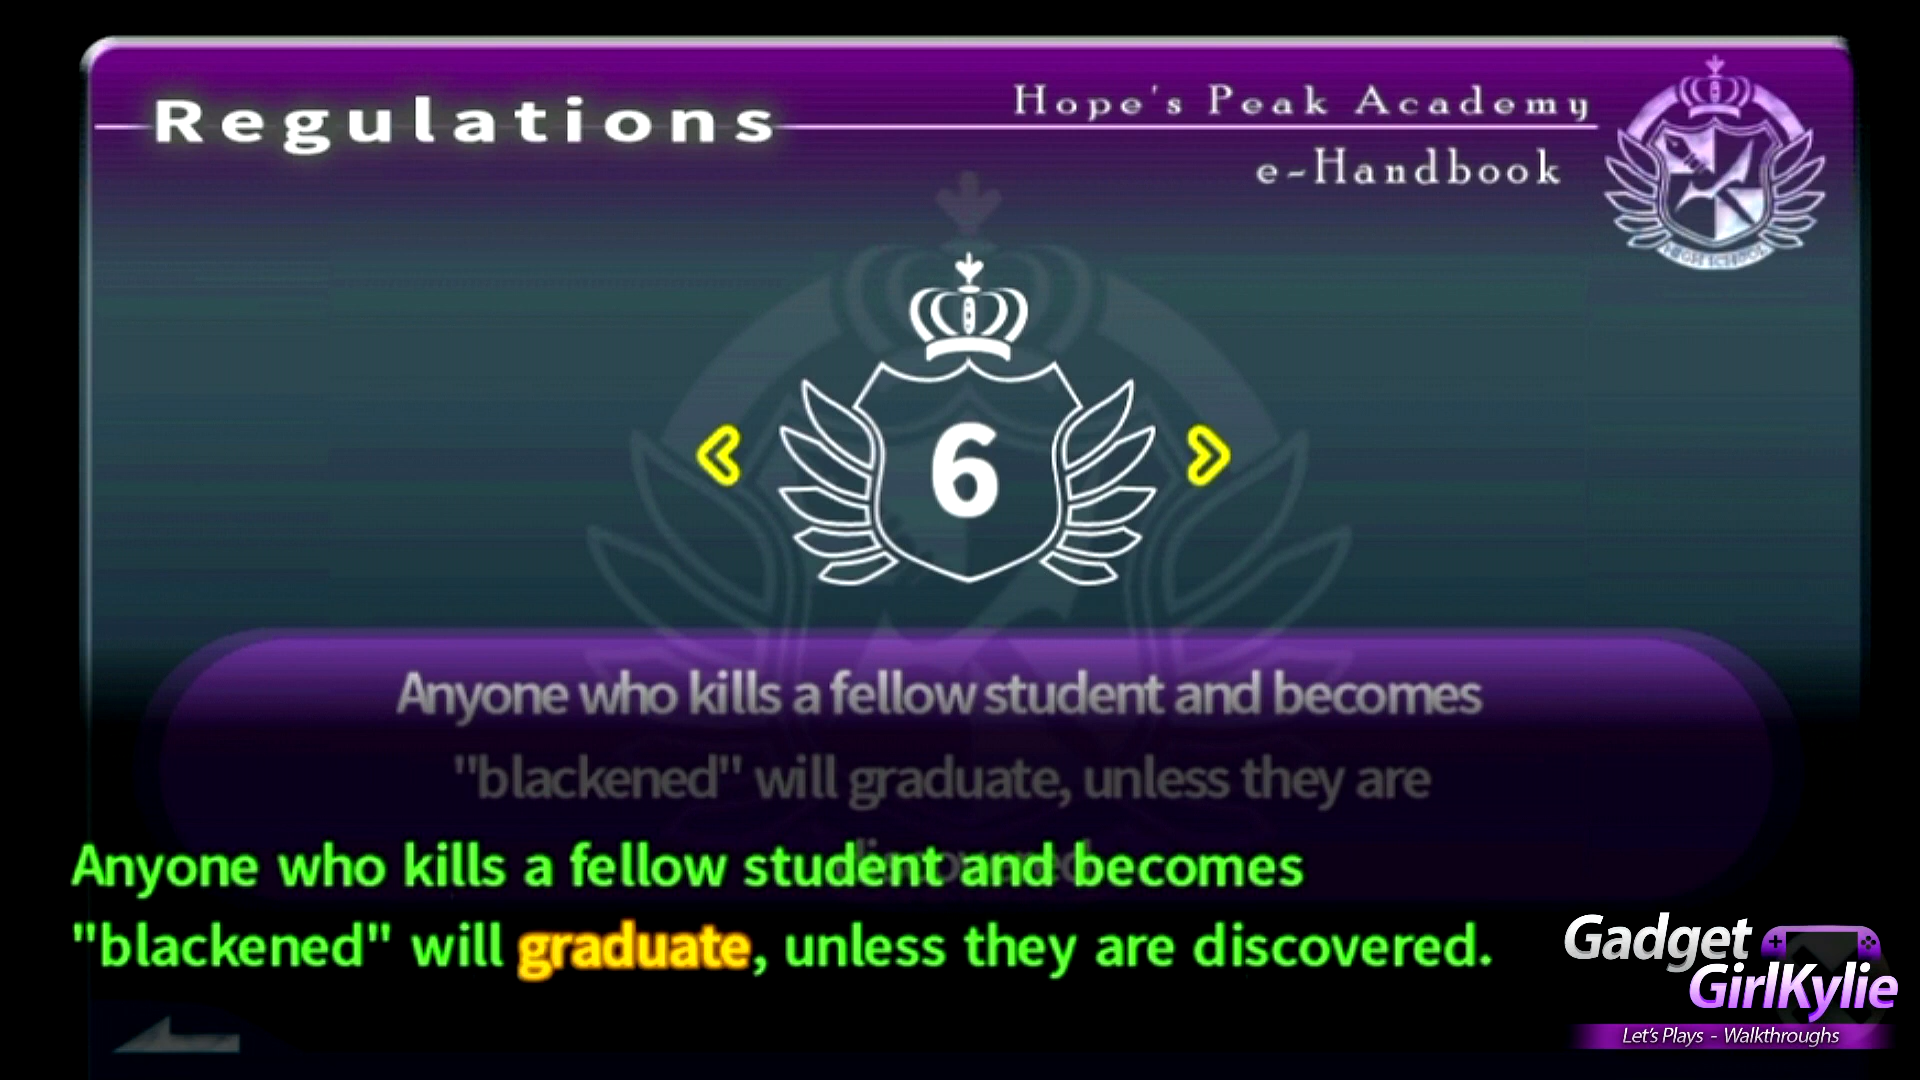 Regulations
Hope's Peak Academy
e-Handbook
6
Anyone who kills a fellow student and becomes
"blackened" will graduate, unless they are
discovered.
Anyone who kills a fellow student and becomes
"blackened" will graduate, unless they are discovered.
Gadget
GirlKylie
Let's Plays - Walkthroughs